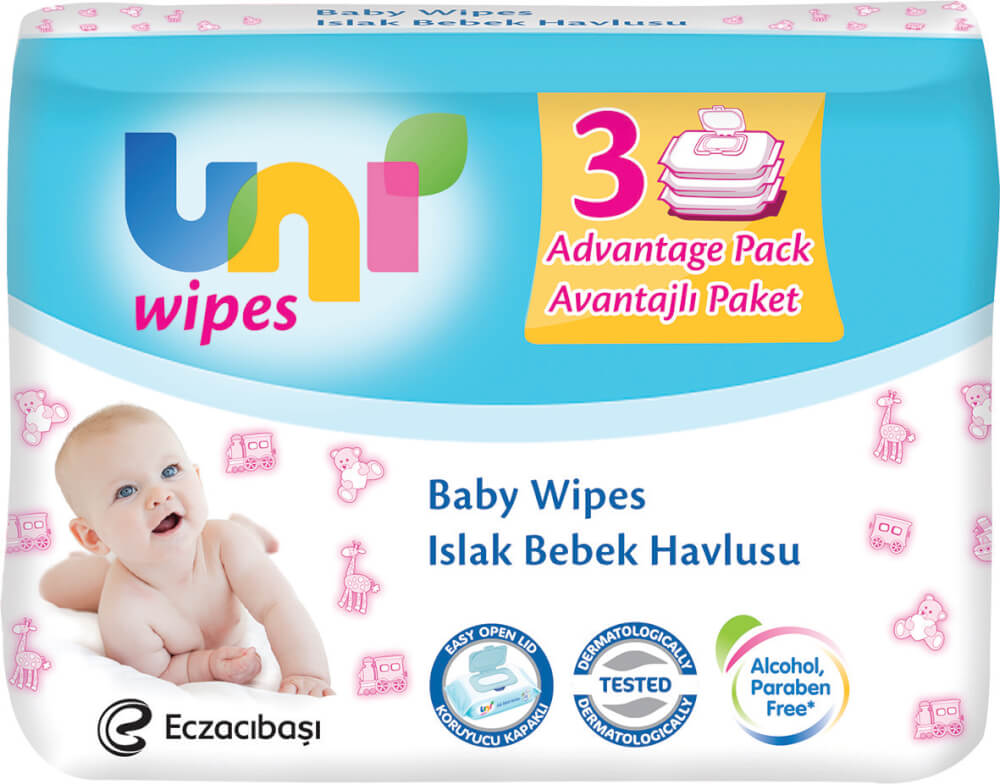 Baby Wipes
Islak Bebek Havlusu
uni
wipes
3
Advantage Pack
Avantajlı Paket
Baby Wipes
Islak Bebek Havlusu
EASY OPEN LID
KORUYUCU KAPAKLI
DERMATOLOGICALLY
TESTED
DERMATOLOGICALLY
Alcohol,
Paraben
Free*
Eczacıbaşı